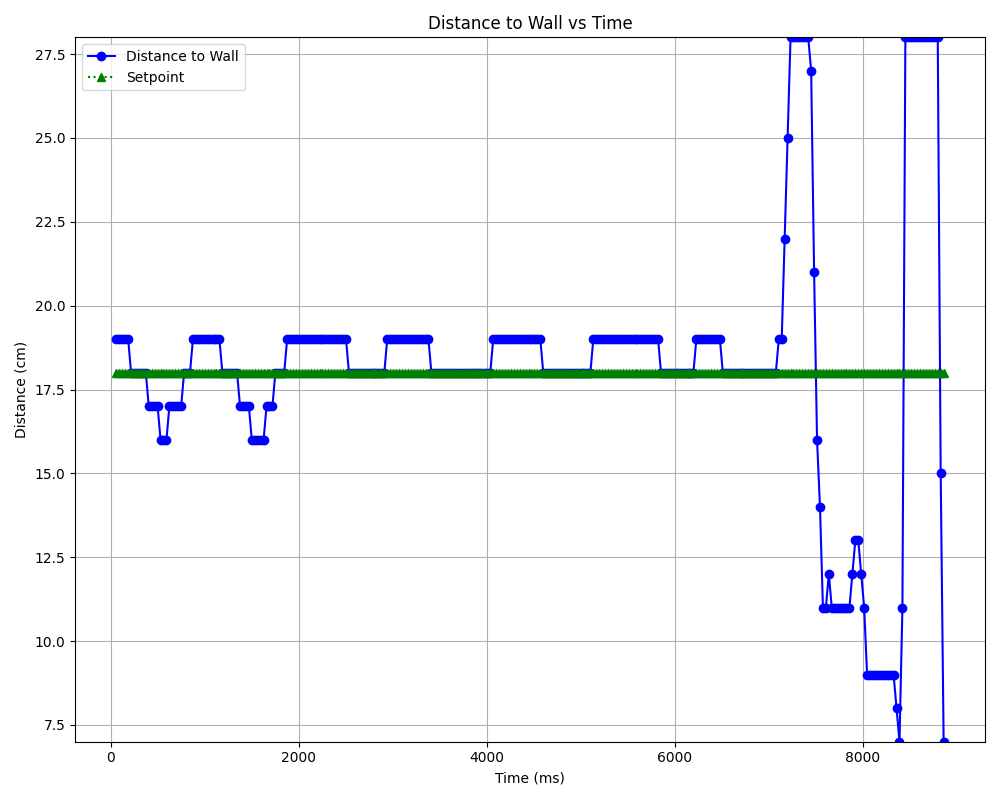 Distance to Wall vs Time
Distance to Wall
Setpoint
27.5
25.0
22.5
20.0
17.5
15.0
12.5
10.0
7.5
Distance (cm)
0
2000
4000
6000
8000
Time (ms)